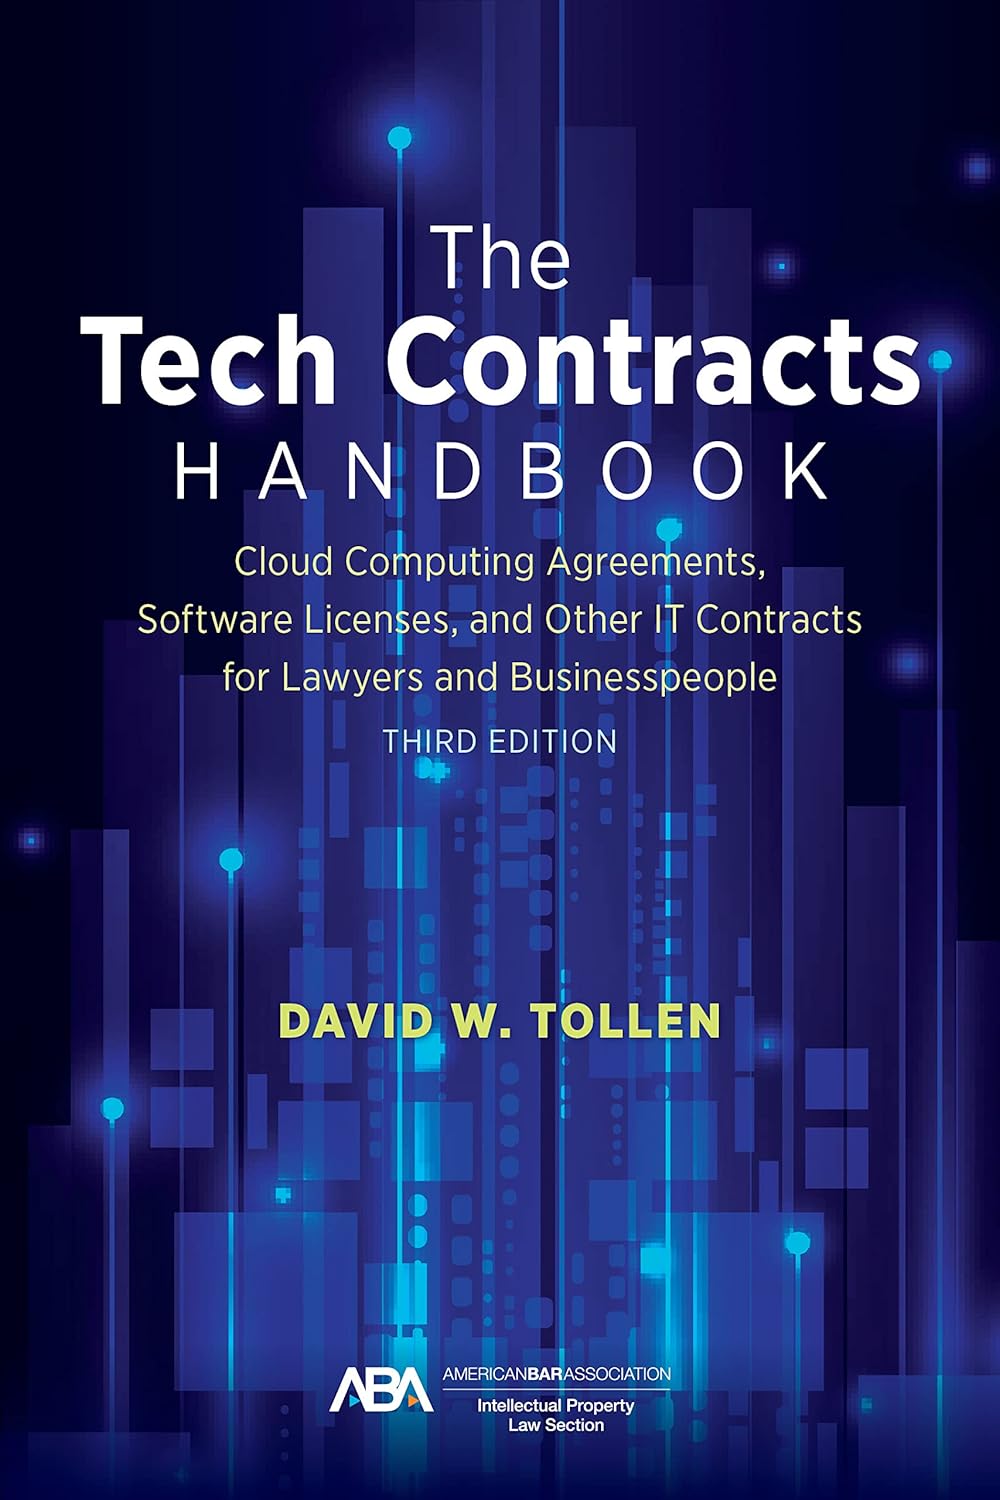 The
Tech Contracts
HANDBOOK
Cloud Computing Agreements,
Software Licenses, and Other IT Contracts
for Lawyers and Businesspeople
THIRD EDITION
DAVID W. TOLLEN
ABA
AMERICANBARASSOCIATION
Intellectual Property
Law Section